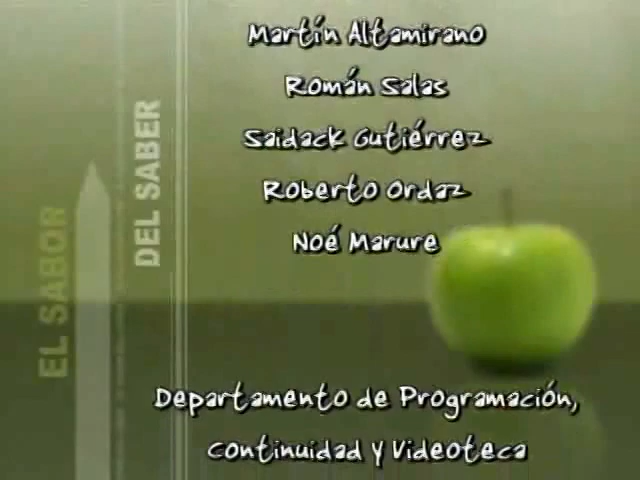 Martín Altamirano
Román Salas
Saidack Gutiérrez
Roberto Ordaz
Noé Marure
Departamento de Programación,
Continuidad y Videoteca
EL SABOR
DEL SABER